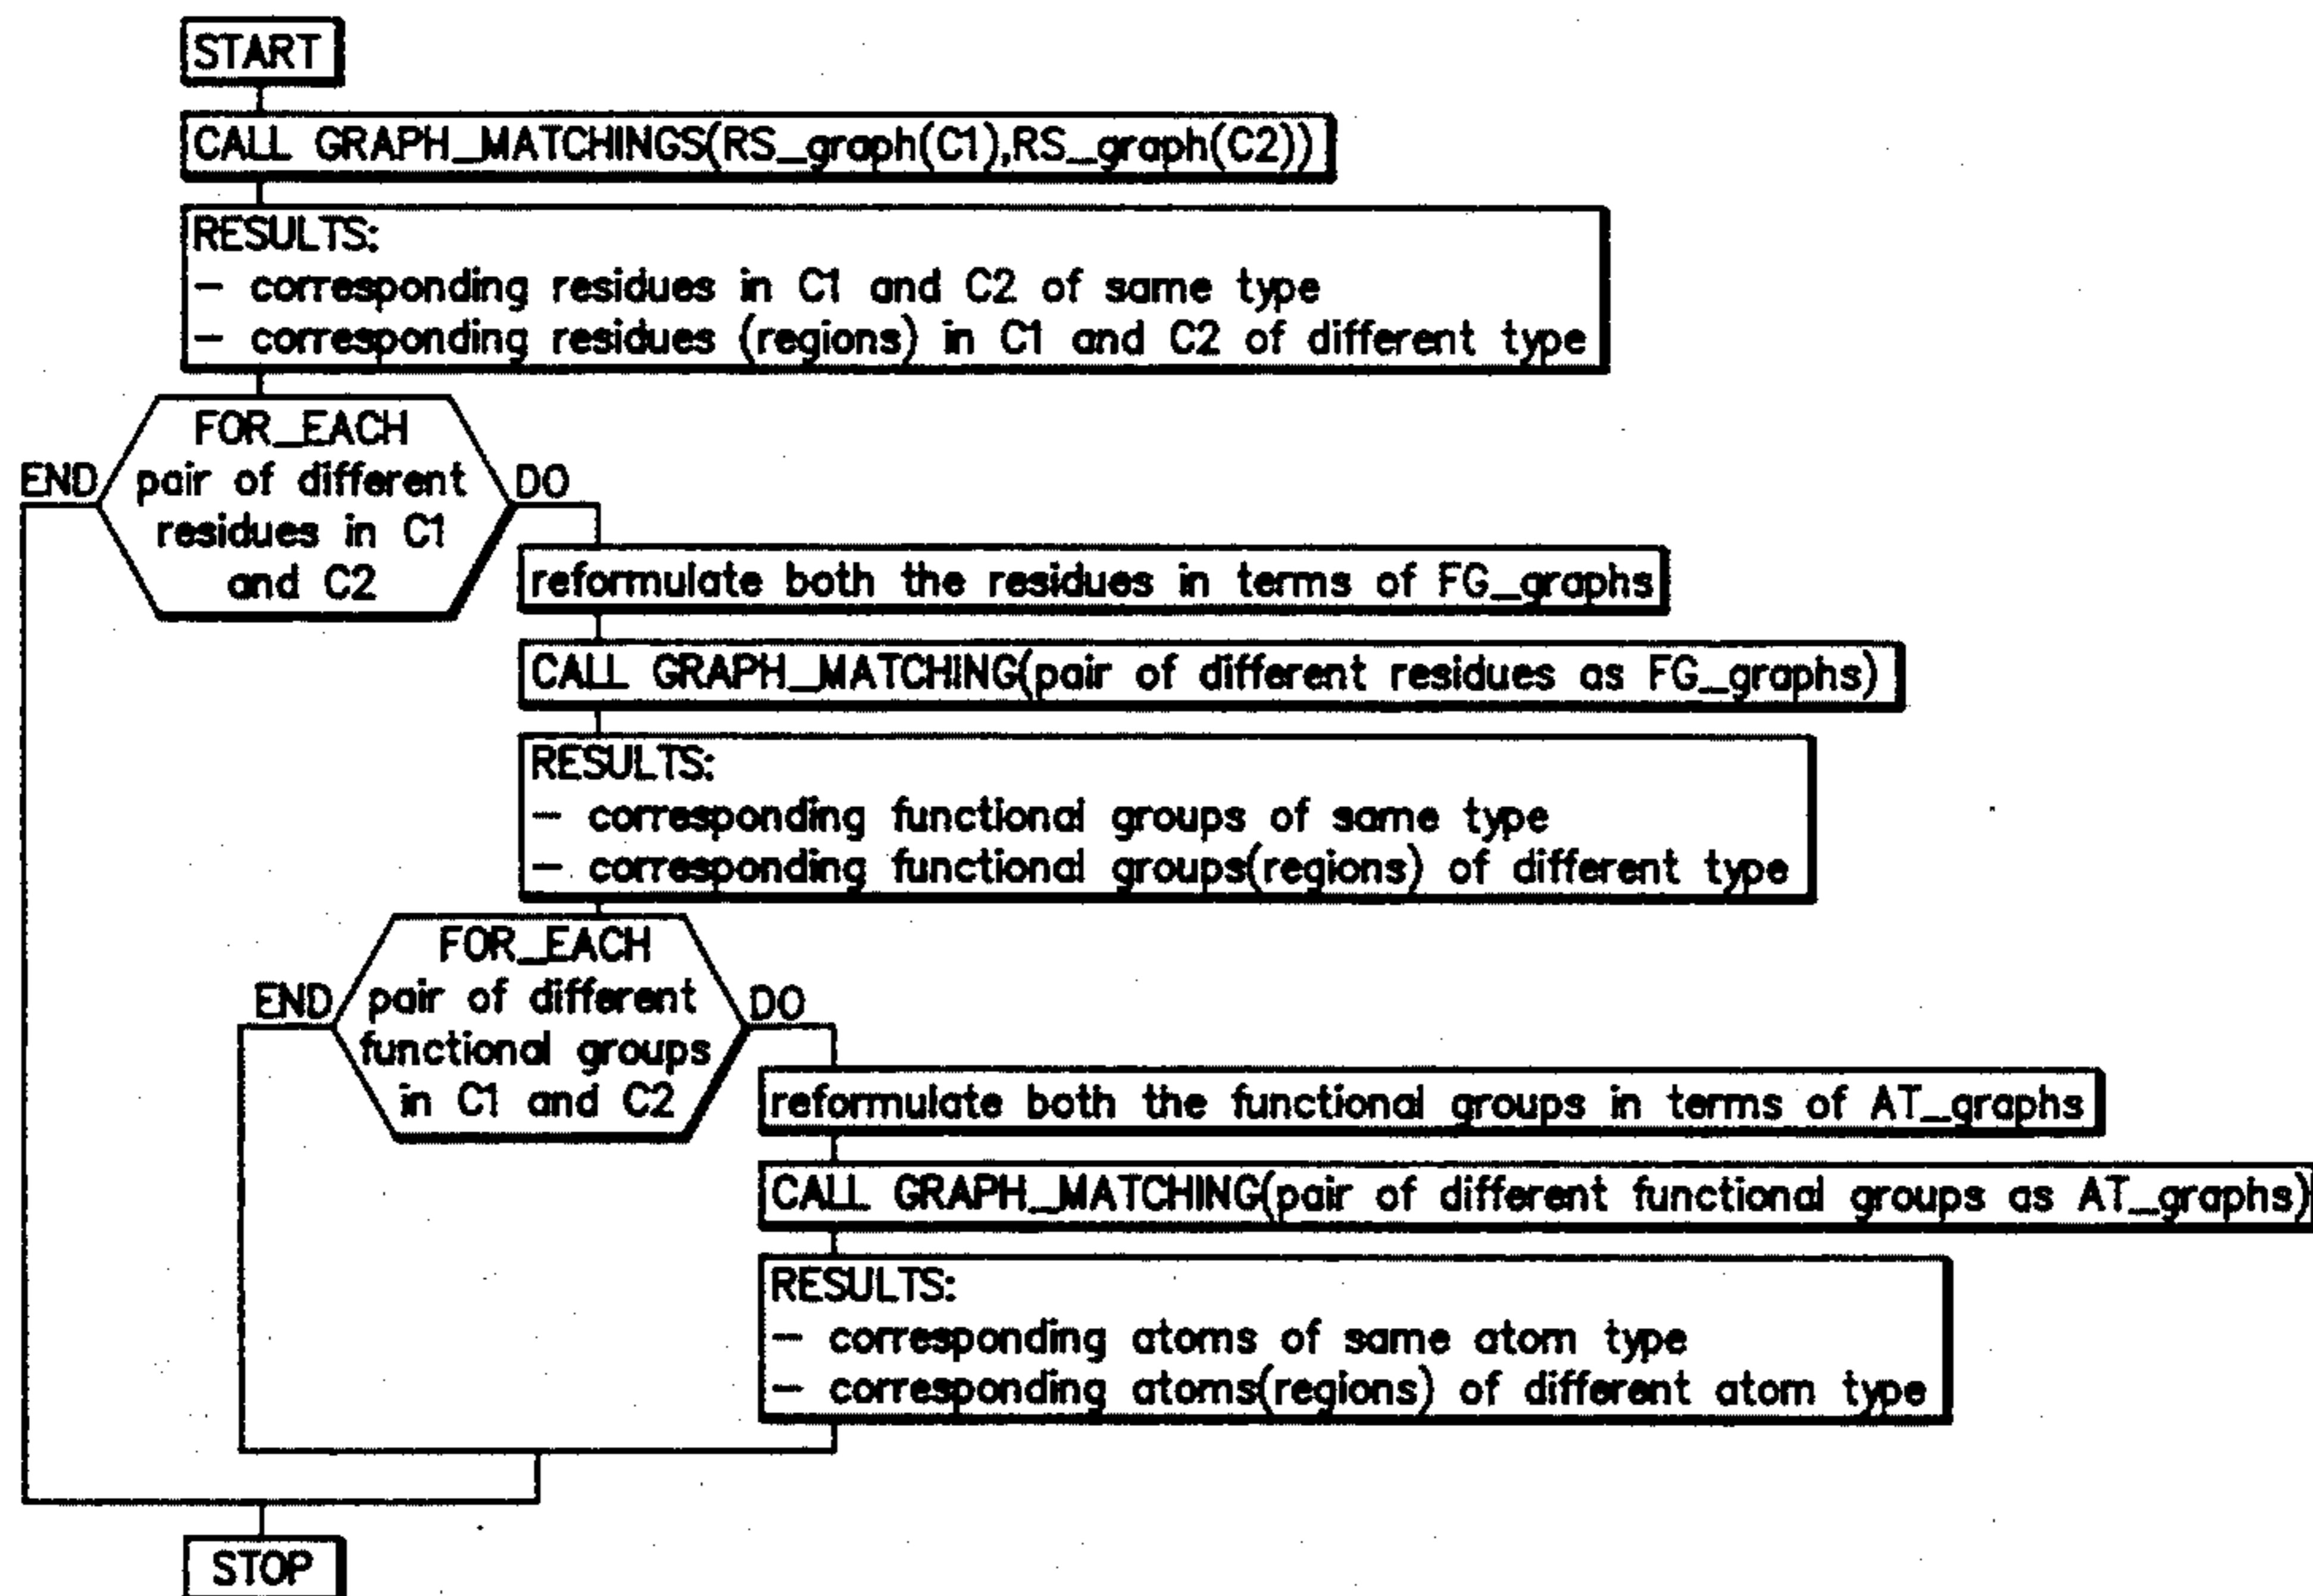 START
CALL GRAPH_MATCHINGS(RS_graph(C1),RS_graph(C2))
RESULTS:
– corresponding residues in C1 and C2 of same type
– corresponding residues (regions) in C1 and C2 of different type
FOR_EACH
END pair of different DO
residues in C1
and C2
reformulate both the residues in terms of FG_graphs
CALL GRAPH_MATCHING(pair of different residues as FG_graphs)
RESULTS:
– corresponding functional groups of same type
– corresponding functional groups(regions) of different type
FOR_EACH
END pair of different DO
functional groups
in C1 and C2
reformulate both the functional groups in terms of AT_graphs
CALL GRAPH_MATCHING(pair of different functional groups as AT_graphs)
RESULTS:
– corresponding atoms of same atom type
– corresponding atoms(regions) of different atom type
STOP